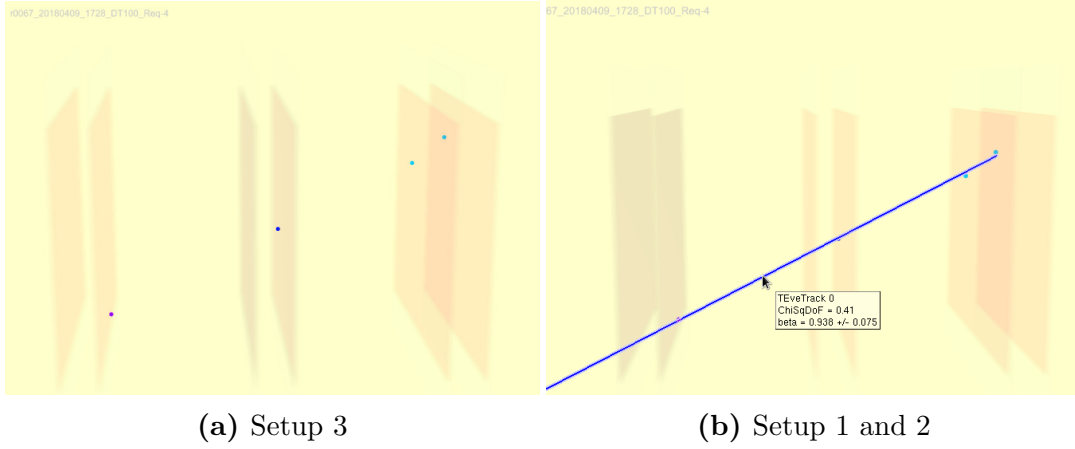 r0067_20180409_1728_DT100_Req-4
67_20180409_1728_DT100_Req-4
TEveTrack 0
ChiSqDoF = 0.41
beta = 0.938 +/- 0.075
(a) Setup 3
(b) Setup 1 and 2